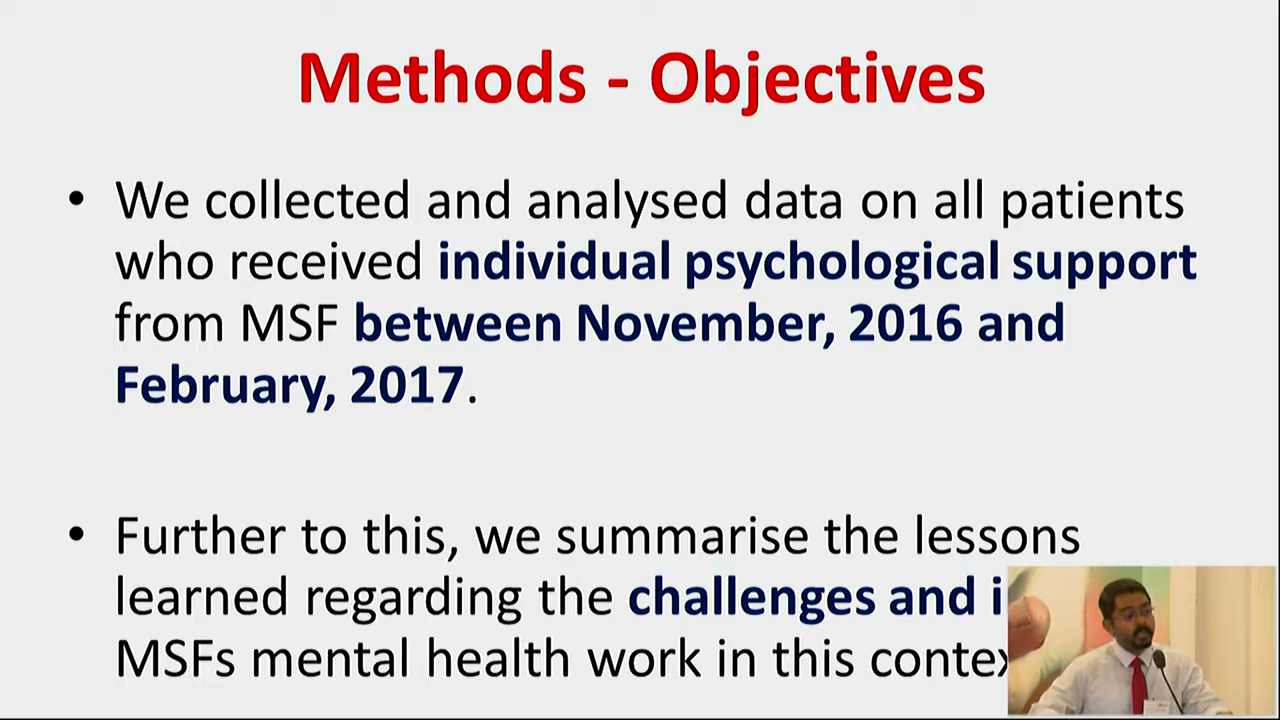 Methods - Objectives
• We collected and analysed data on all patients
who received individual psychological support
from MSF between November, 2016 and
February, 2017.
• Further to this, we summarise the lessons
learned regarding the challenges and
MSFs mental health work in this